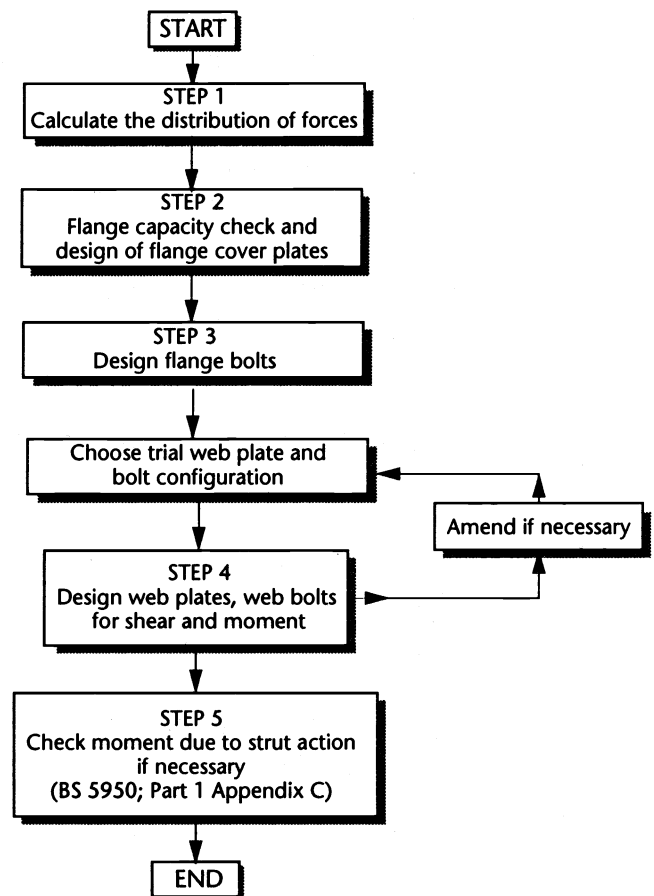 START
STEP 1
Calculate the distribution of forces
STEP 2
Flange capacity check and
design of flange cover plates
STEP 3
Design flange bolts
Choose trial web plate and
bolt configuration
Amend if necessary
STEP 4
Design web plates, web bolts
for shear and moment
STEP 5
Check moment due to strut action
if necessary
(BS 5950; Part 1 Appendix C)
END